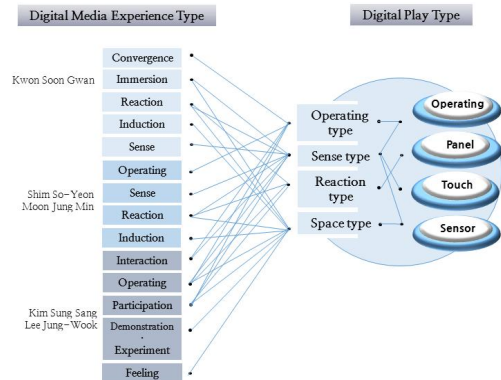 Digital Media Experience Type
Digital Play Type
Kwon Soon Gwan
Convergence
Immersion
Reaction
Induction
Sense
Shim So-Yeon
Moon Jung Min
Operating
Sense
Reaction
Induction
Kim Sung Sang
Lee Jung-Wook
Interaction
Operating
Participation
Demonstration
·
Experiment
Feeling
Operating
type
Sense type
Reaction
type
Space type
Operating
Panel
Touch
Sensor